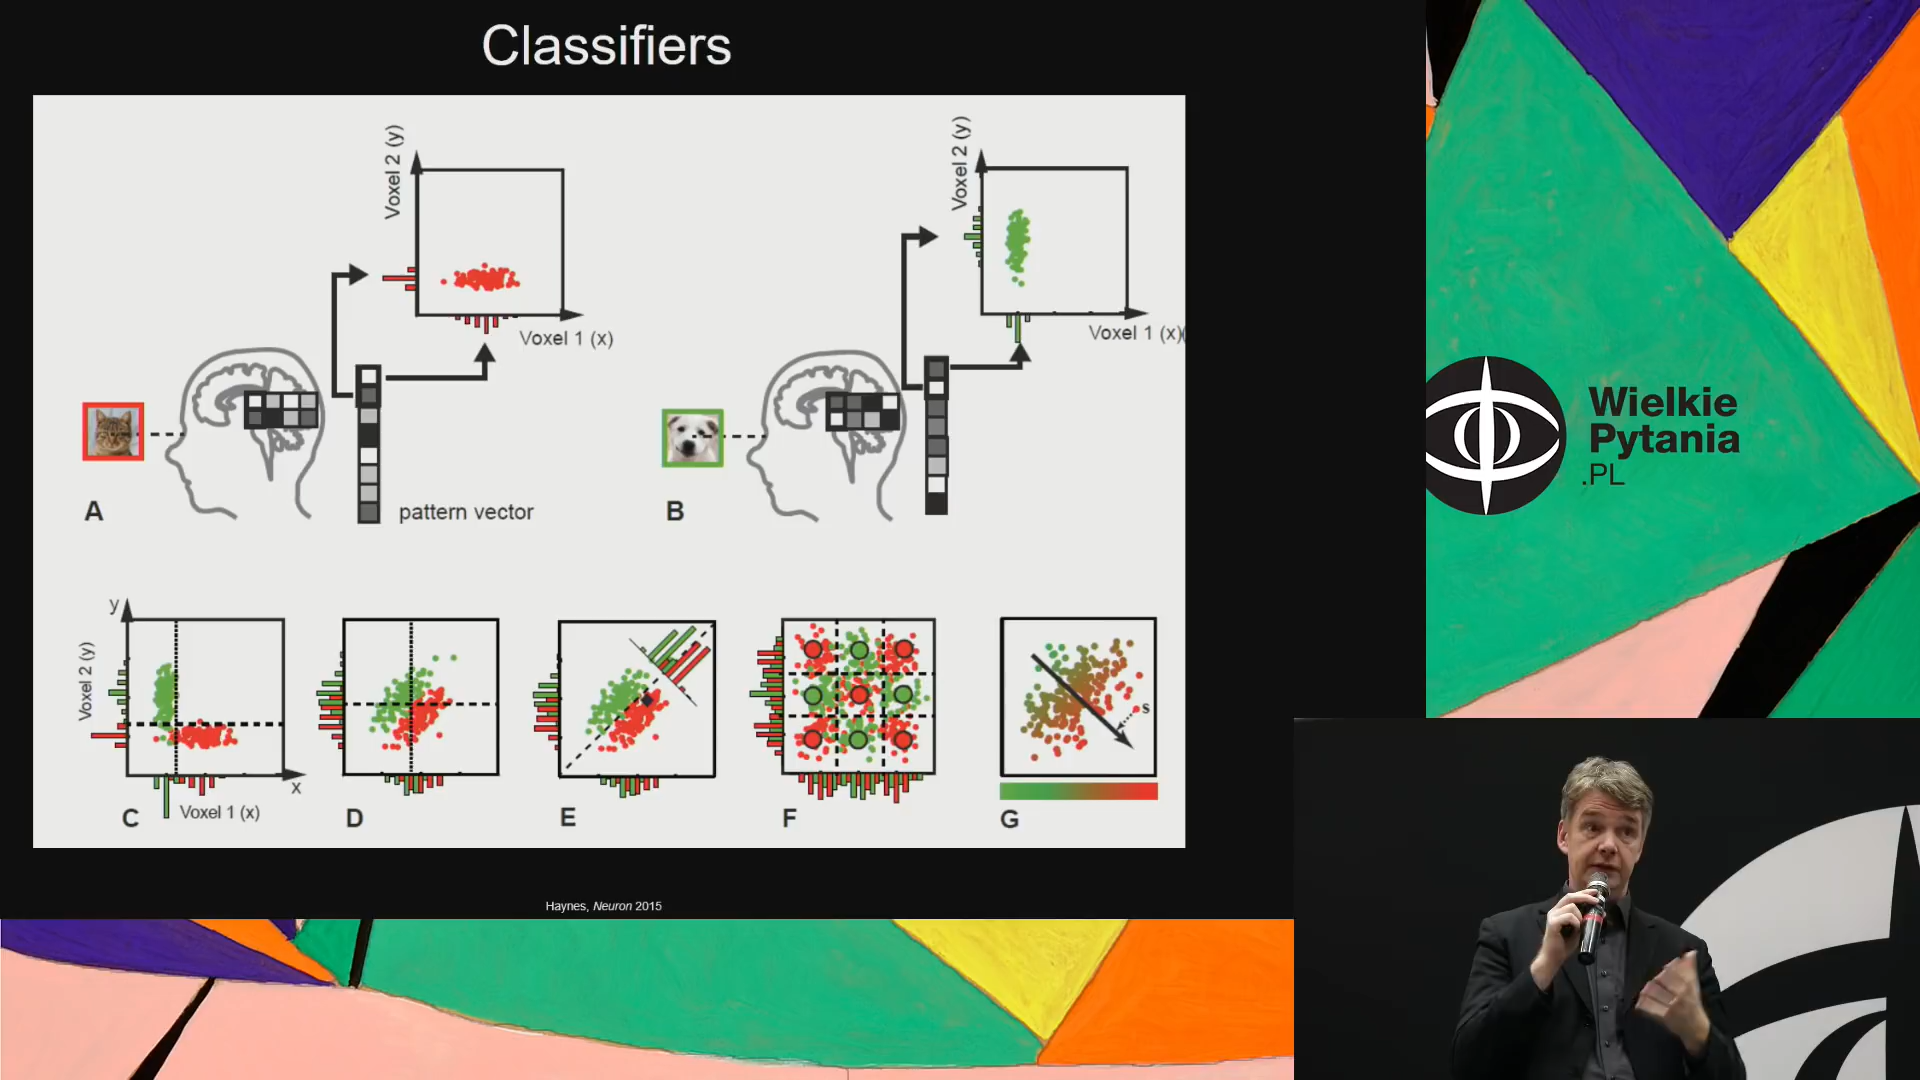 Classifiers
Voxel 2 (y)
Voxel 1 (x)
A
pattern vector
Voxel 2 (y)
Voxel 1 (x)
B
y
Voxel 2 (y)
x
C
Voxel 1 (x)
D
E
F
s
G
Haynes, Neuron 2015
Wielkie
Pytania
.PL